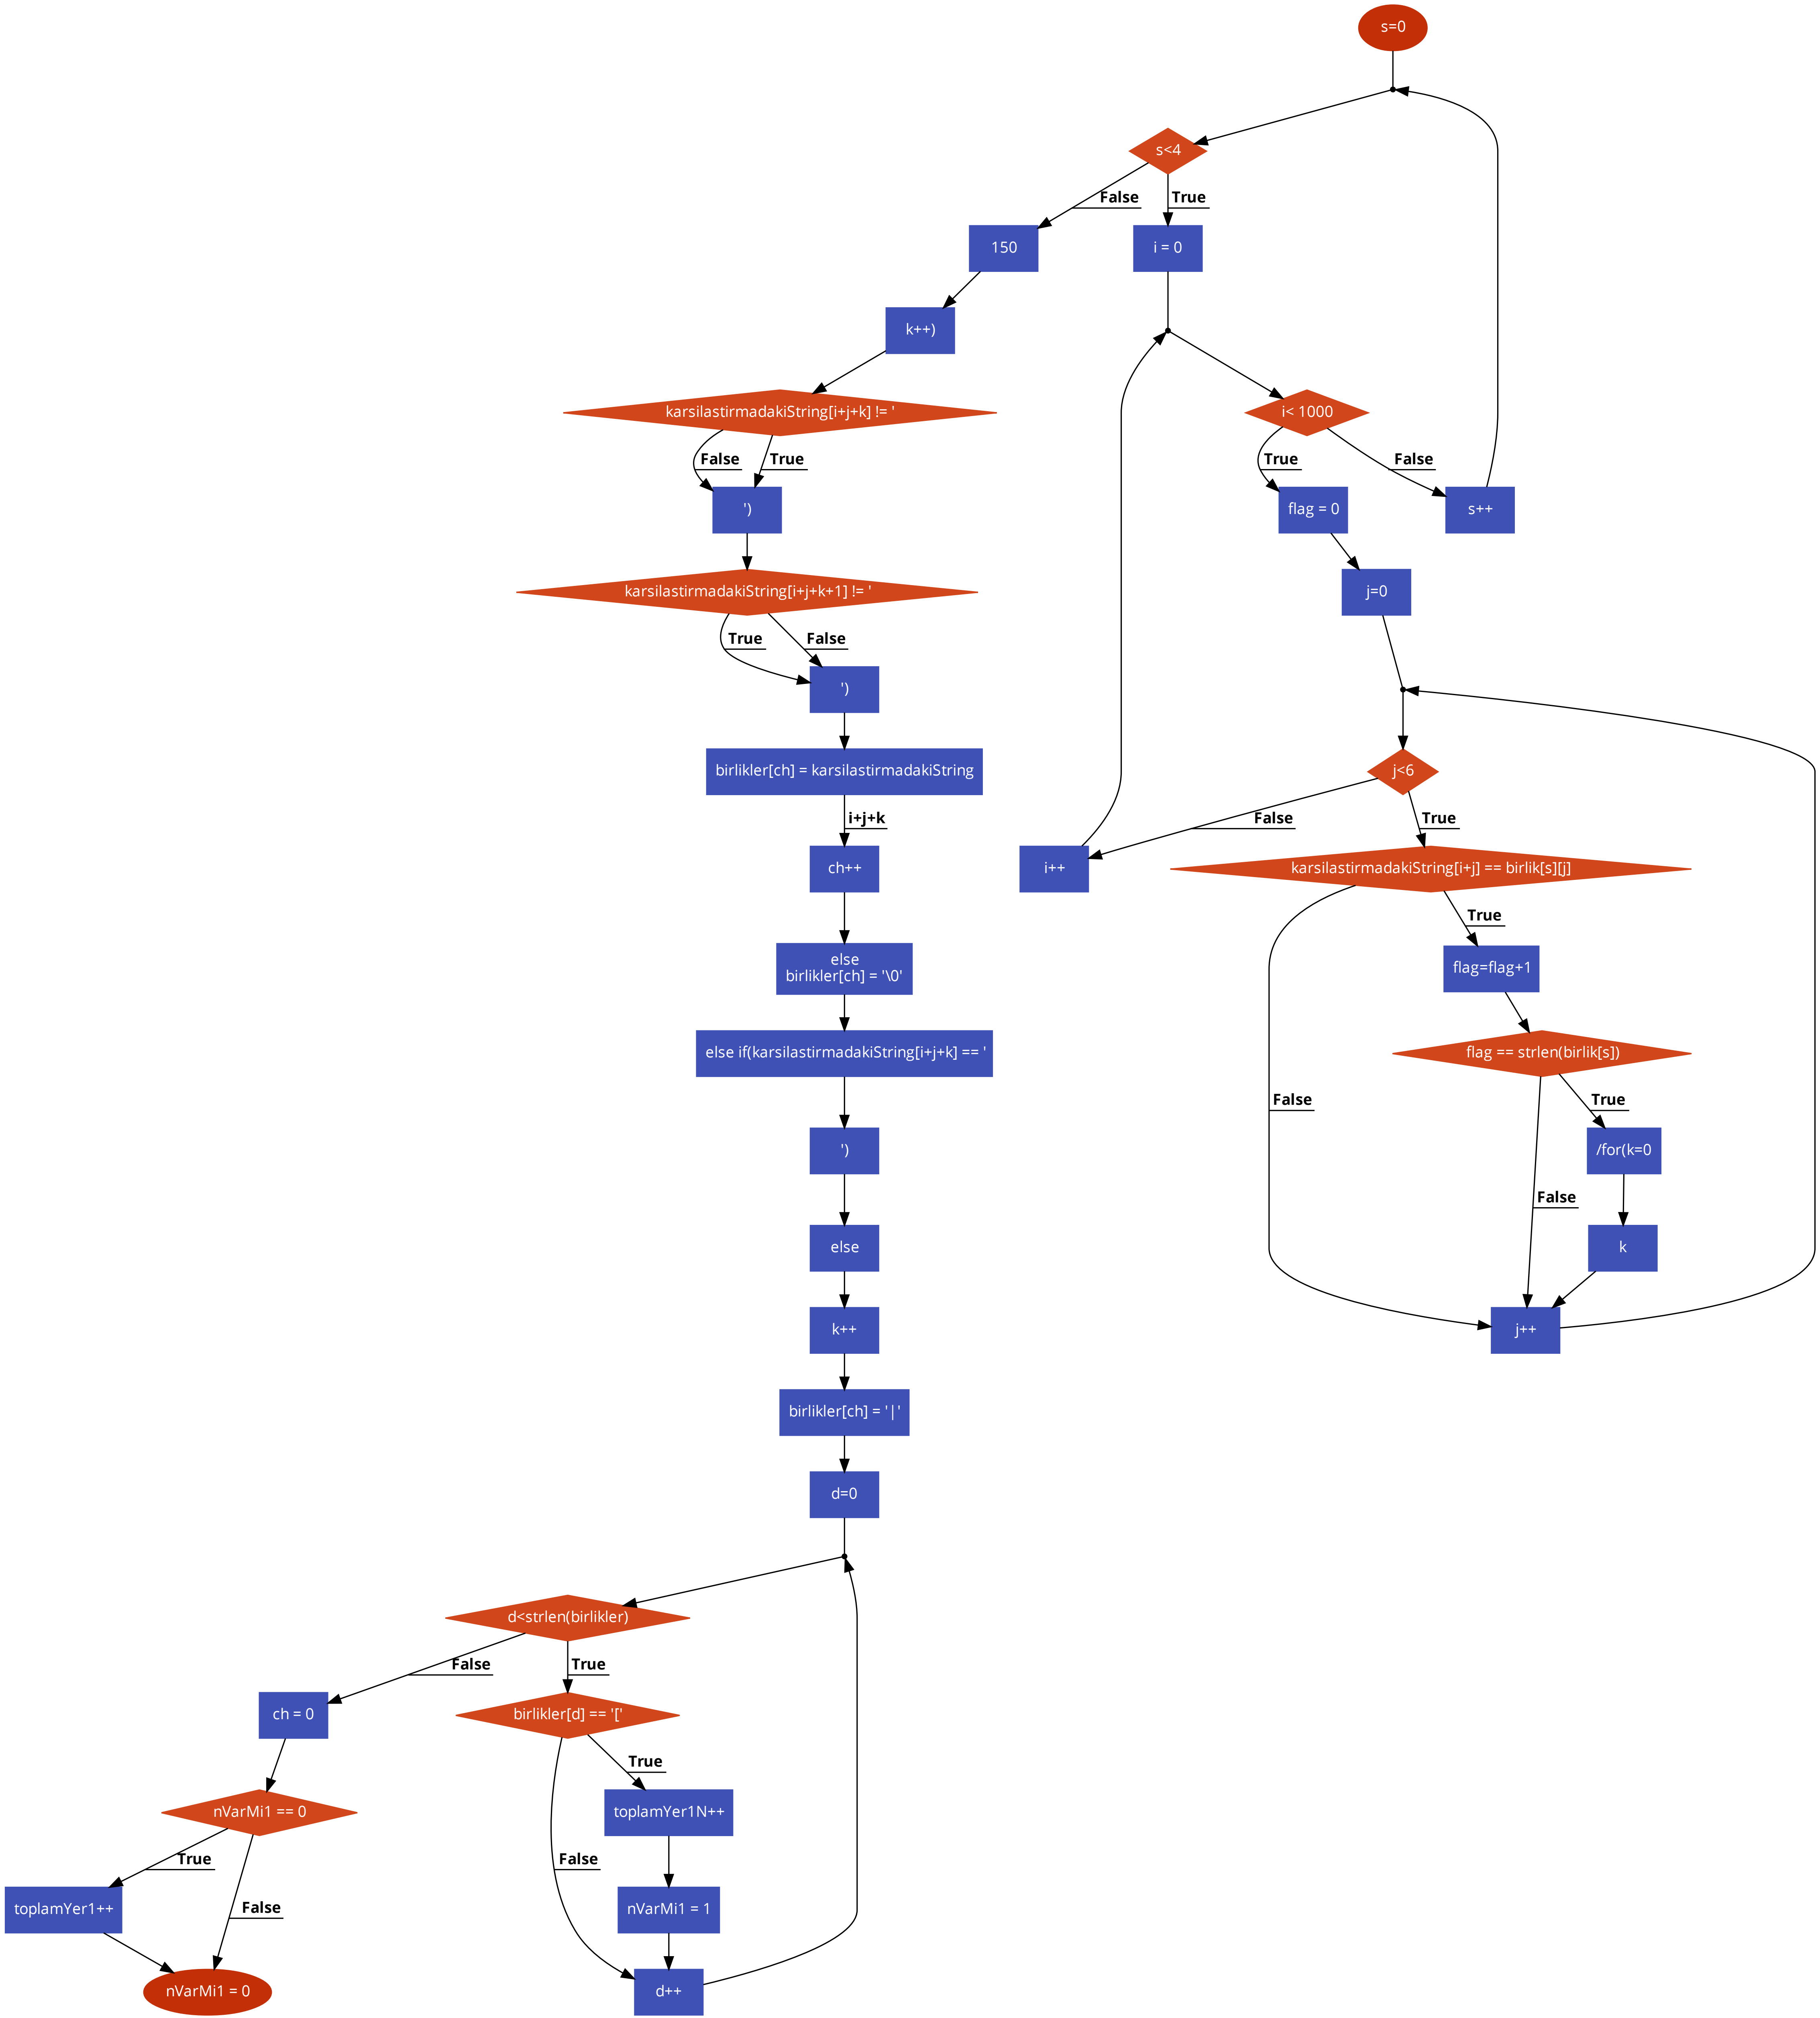 s=0
s<4
False
True
150
i = 0
k++)
karsilastirmadakiString[i+j+k] != '
i< 1000
False
True
True
False
')
flag = 0
s++
karsilastirmadakiString[i+j+k+1] != '
j=0
True
False
')
birlikler[ch] = karsilastirmadakiString
j<6
i+j+k
False
True
ch++
i++
karsilastirmadakiString[i+j] == birlik[s][j]
True
else
birlikler[ch] = '\0'
flag=flag+1
else if(karsilastirmadakiString[i+j+k] == '
flag == strlen(birlik[s])
False
True
')
/for(k=0
False
else
k
k++
j++
birlikler[ch] = '|'
d=0
d<strlen(birlikler)
False
True
ch = 0
birlikler[d] == '['
True
nVarMi1 == 0
toplamYer1N++
True
False
toplamYer1++
False
nVarMi1 = 1
nVarMi1 = 0
d++